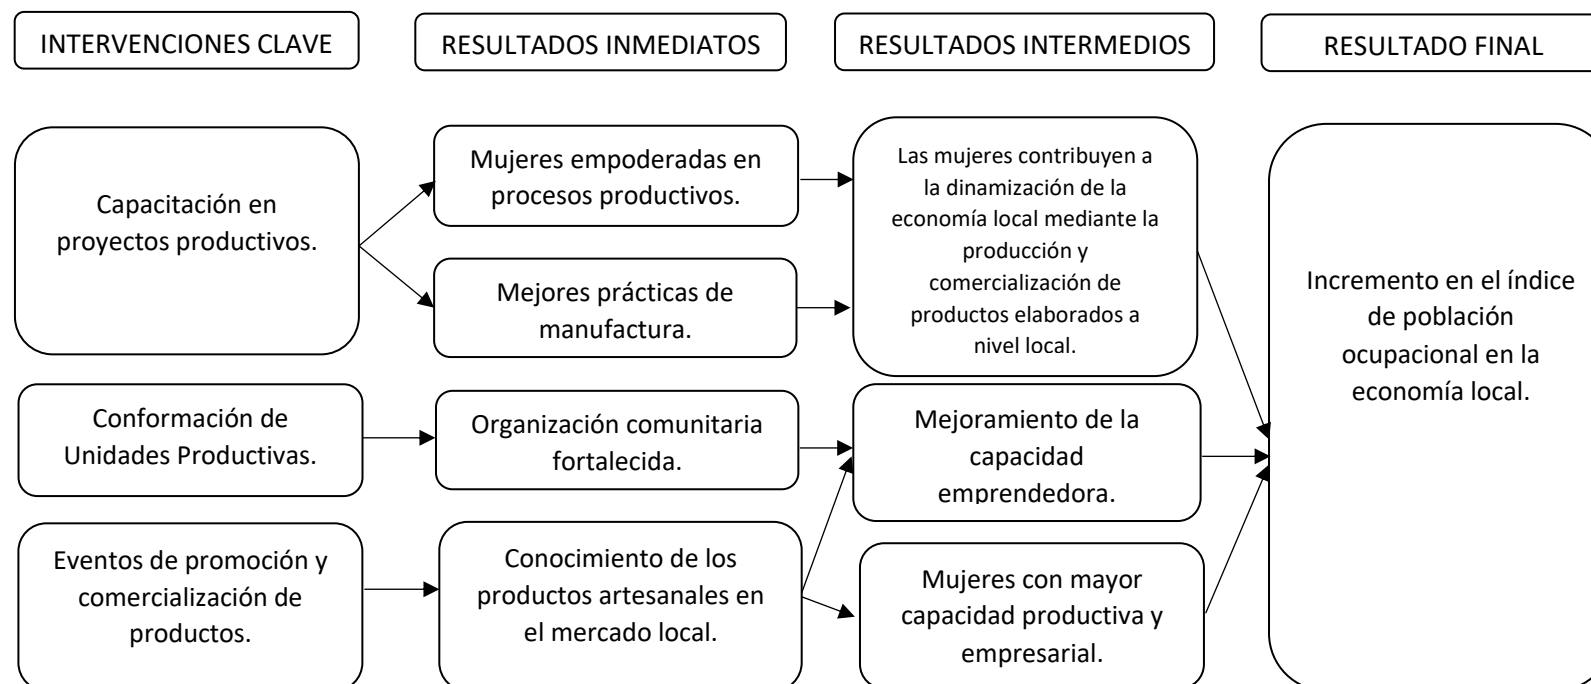 INTERVENCIONES CLAVE
RESULTADOS INMEDIATOS
RESULTADOS INTERMEDIOS
RESULTADO FINAL
Capacitación en
proyectos productivos.
Mujeres empoderadas en
procesos productivos.
Mejores prácticas de
manufactura.
Las mujeres contribuyen a
la dinamización de la
economía local mediante la
producción y
comercialización de
productos elaborados a
nivel local.
Incremento en el índice
de población
ocupacional en la
economía local.
Conformación de
Unidades Productivas.
Organización comunitaria
fortalecida.
Mejoramiento de la
capacidad
emprendedora.
Eventos de promoción y
comercialización de
productos.
Conocimiento de los
productos artesanales en
el mercado local.
Mujeres con mayor
capacidad productiva y
empresarial.